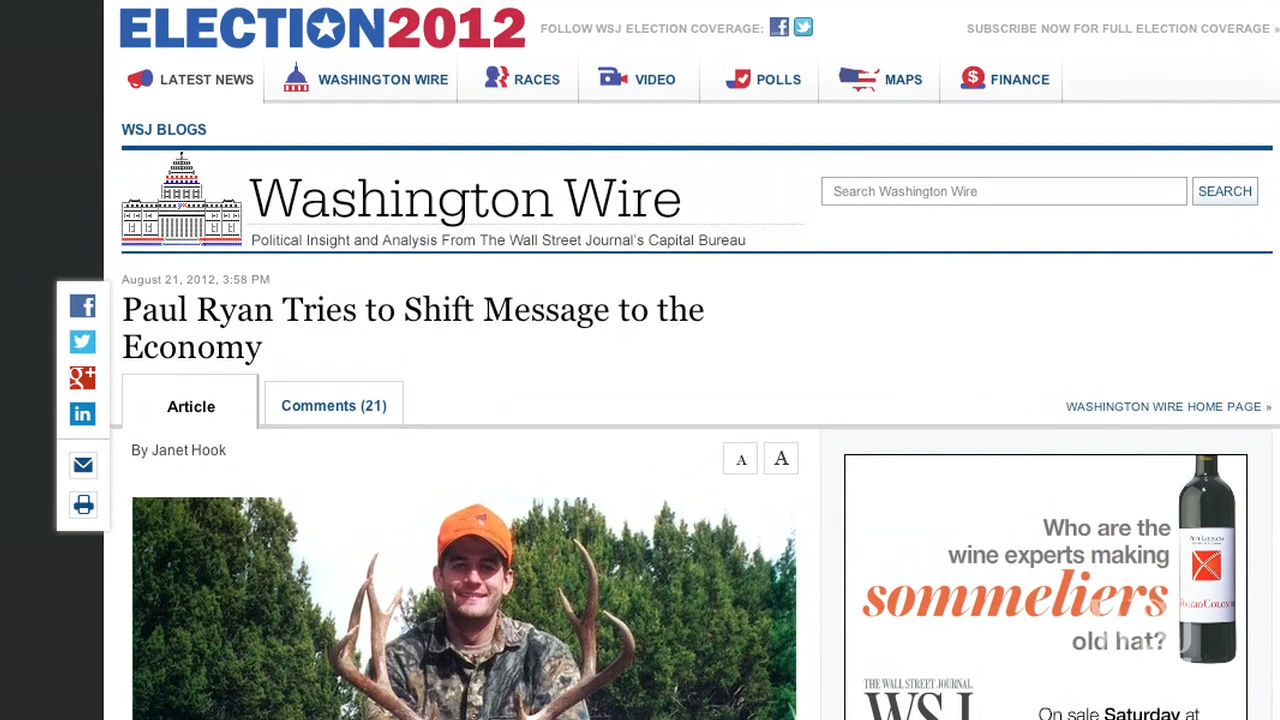 ELECTION2012
FOLLOW WSJ ELECTION COVERAGE:
SUBSCRIBE NOW FOR FULL ELECTION COVERAGE »
LATEST NEWS
WASHINGTON WIRE
RACES
VIDEO
POLLS
MAPS
FINANCE
WSJ BLOGS
Washington Wire
Political Insight and Analysis From The Wall Street Journal's Capital Bureau
Search Washington Wire
SEARCH
August 21, 2012, 3:58 PM
Paul Ryan Tries to Shift Message to the
Economy
Article
Comments (21)
WASHINGTON WIRE HOME PAGE »
By Janet Hook
A A
Who are the
wine experts making
sommeliers
old hat?
THE WALL STREET JOURNAL
WSJ
On sale Saturday at